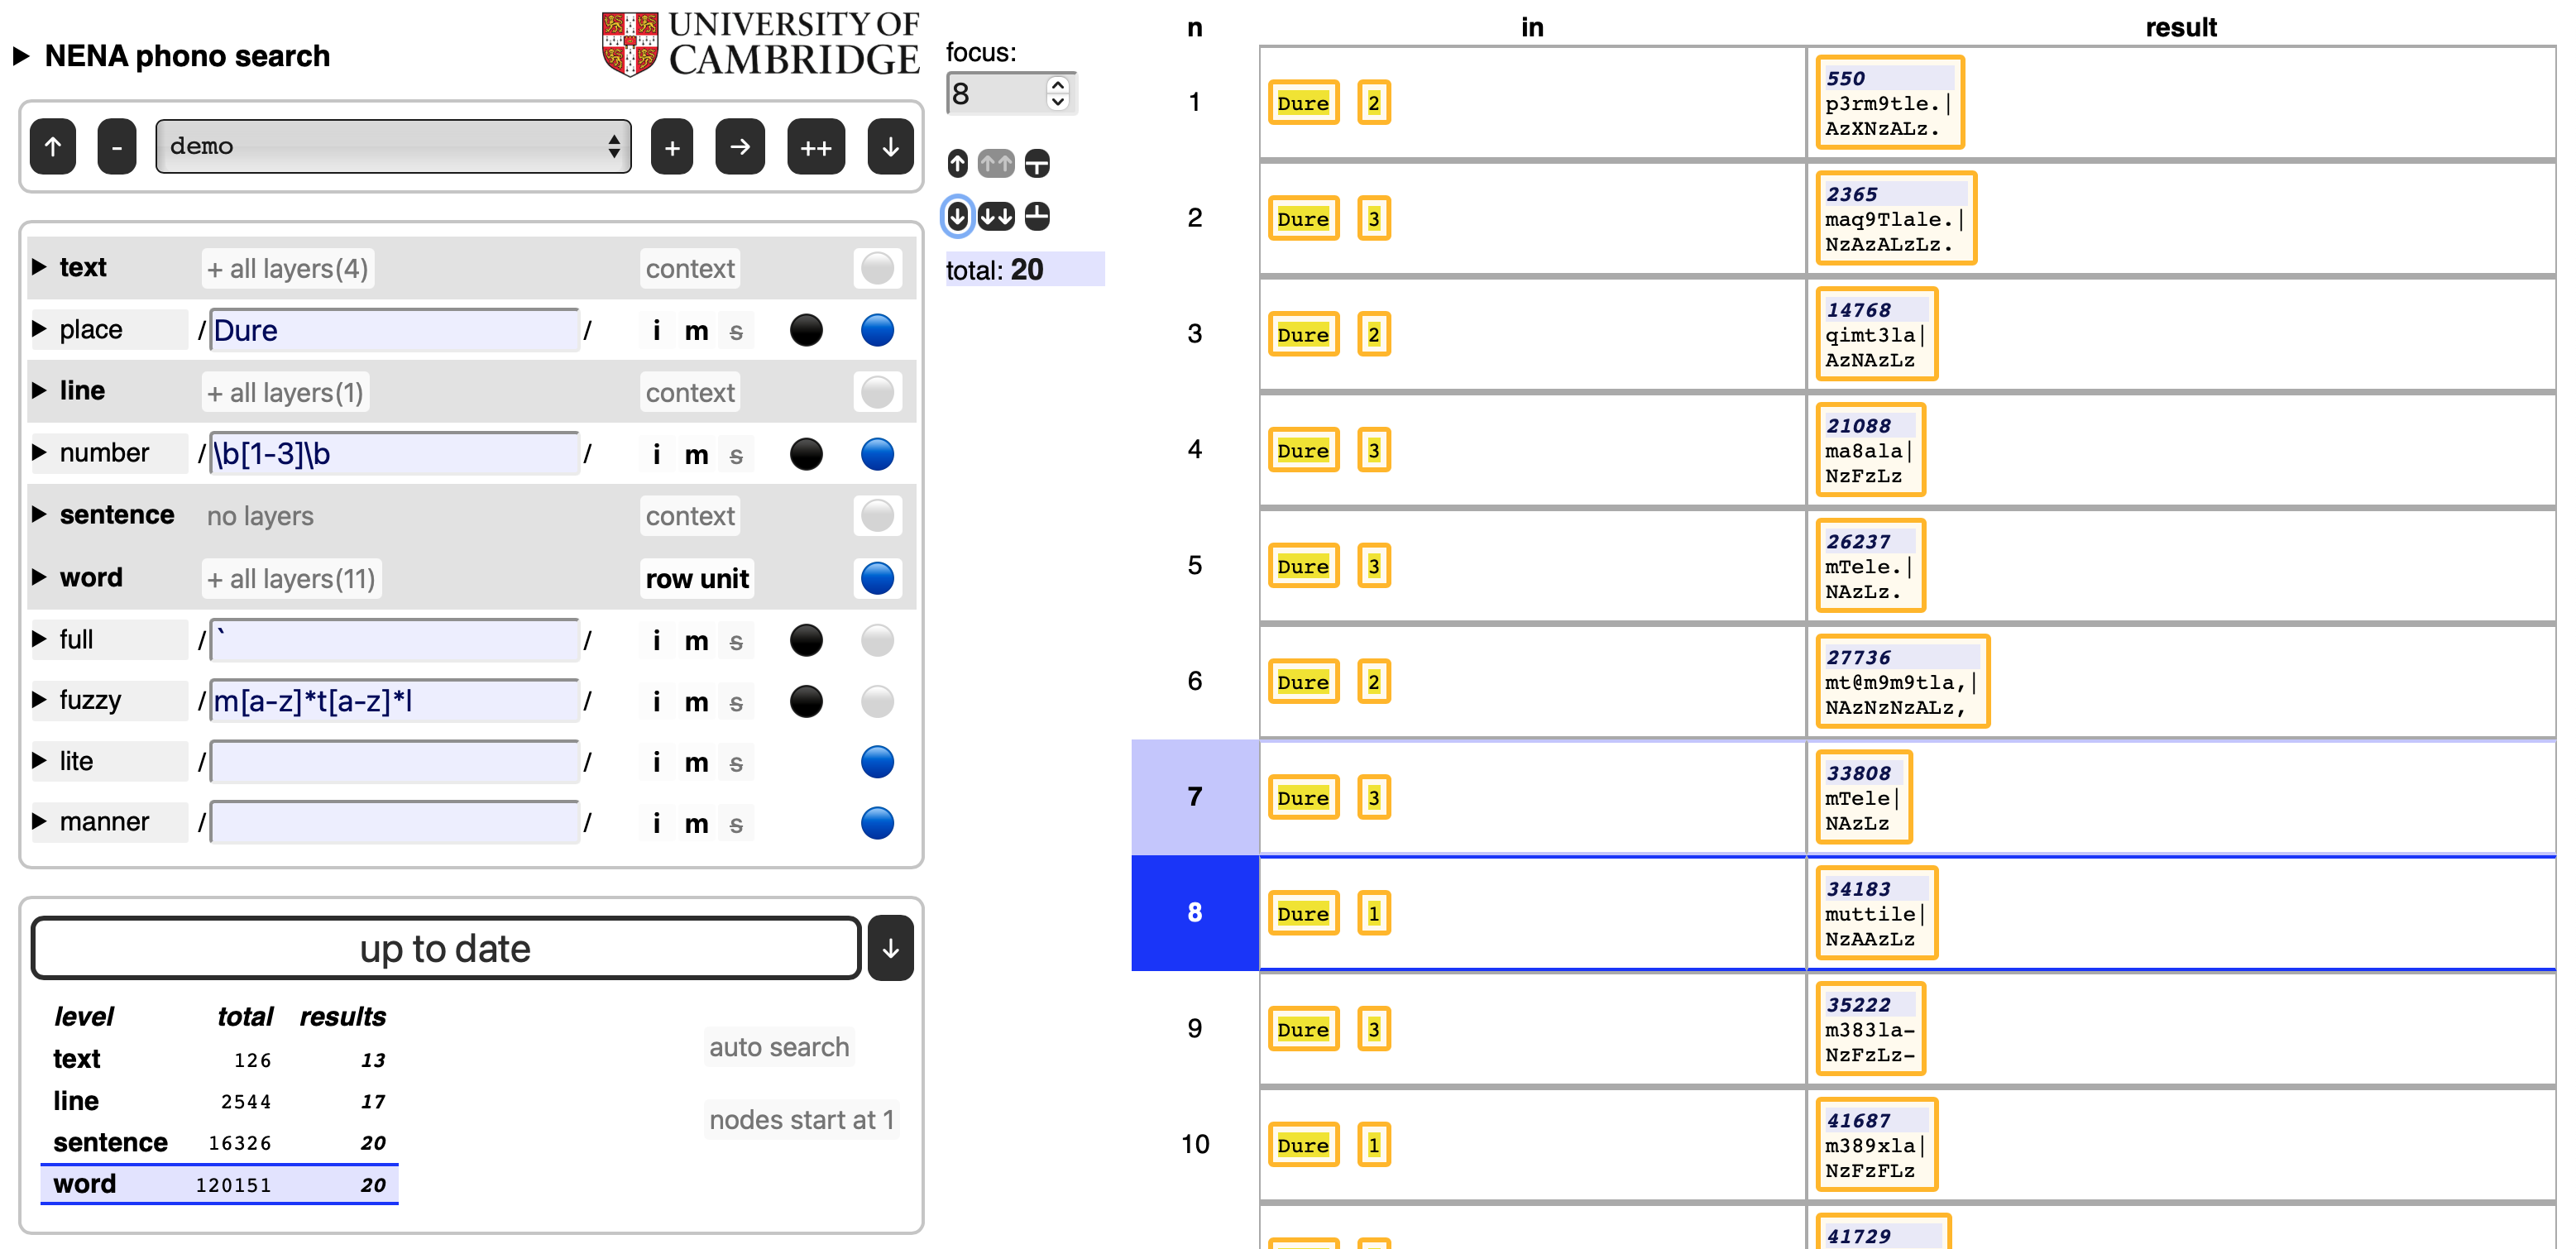 NENA phono search
UNIVERSITY OF
CAMBRIDGE
↑ - demo + → ++ ↓
text + all layers(4) context
place / Dure / i m s
line + all layers(1) context
number / \b[1-3]\b / i m s
sentence no layers context
word + all layers(11) row unit
full / ` / i m s
fuzzy / m[a-z]*t[a-z]*l / i m s
lite / / i m s
manner / / i m s
up to date ↓
level total results
text 126 13
line 2544 17
sentence 16326 20
word 120151 20
auto search
nodes start at 1
focus:
8
total: 20
n in result
1 Dure 2 550
p3rm9tle.|
AzXNzALz.
2 Dure 3 2365
maq9Tlale.|
NzAzALzLz.
3 Dure 2 14768
qimt3la|
AzNAzLz
4 Dure 3 21088
ma8ala|
NzFzLz
5 Dure 3 26237
mTele.|
NAzLz.
6 Dure 2 27736
mt@m9m9tla,|
NAzNzNzALz,
7 Dure 3 33808
mTele|
NAzLz
8 Dure 1 34183
muttile|
NzAAzLz
9 Dure 3 35222
m383la-
NzFzLz-
10 Dure 1 41687
m389xla|
NzFzFLz
41729